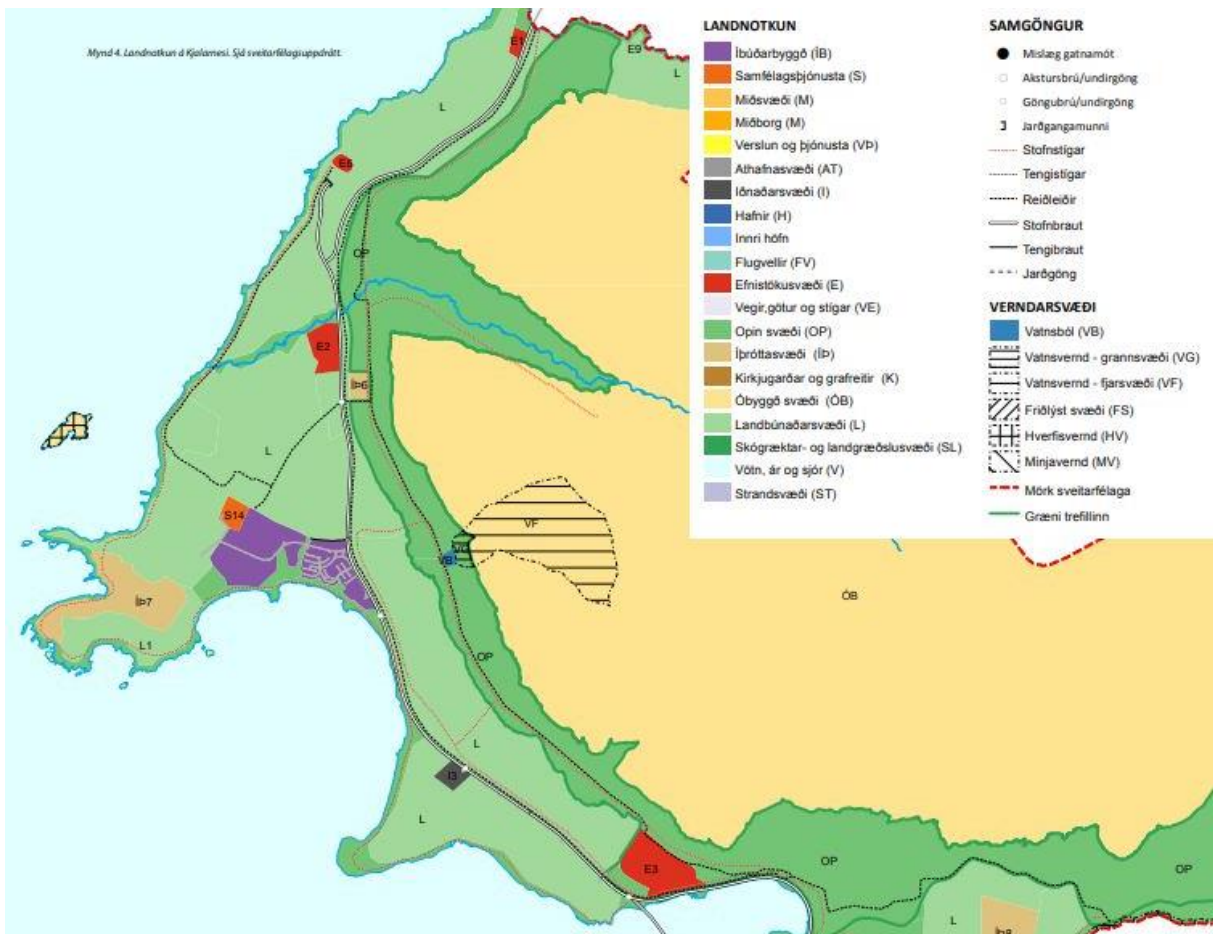 Mynd 4. Landnotkun á Kjalarnesi. Sjá sveitarfélagsuppdrátt.
LANDNOTKUN
Íbúðarbyggð (ÍB)
Samfélagsþjónusta (S)
Miðsvæði (M)
Miðborg (M)
Verslun og þjónusta (VÞ)
Athafnasvæði (AT)
Iðnaðarsvæði (I)
Hafnir (H)
Innri höfn
Flugvellir (FV)
Efnistökusvæði (E)
Vegir,götur og stígar (VE)
Opin svæði (OP)
Íþróttasvæði (ÍÞ)
Kirkjugarðar og grafreitir (K)
Óbyggð svæði (ÓB)
Landbúnaðarsvæði (L)
Skógræktar- og landgræðslusvæði (SL)
Vötn, ár og sjór (V)
Strandsvæði (ST)
SAMGÖNGUR
Mislæg gatnamót
Akstursbrú/undirgöng
Göngubrú/undirgöng
Jarðgangamunni
Stofnstígar
Tengistígar
Reiðleiðir
Stofnbraut
Tengibraut
Jarðgöng
VERNDARSVÆÐI
Vatnsból (VB)
Vatnsvernd - grannsvæði (VG)
Vatnsvernd - fjarsvæði (VF)
Friðlýst svæði (FS)
Hverfisvernd (HV)
Minjavernd (MV)
Mörk sveitarfélaga
Græni trefillinn
E1
E9
L
L
E5
OP
E2
ÍÞ6
L
S14
VF
VG
VB
ÓB
ÍÞ7
L1
OP
L
I3
L
E3
OP
OP
L
ÍÞ8